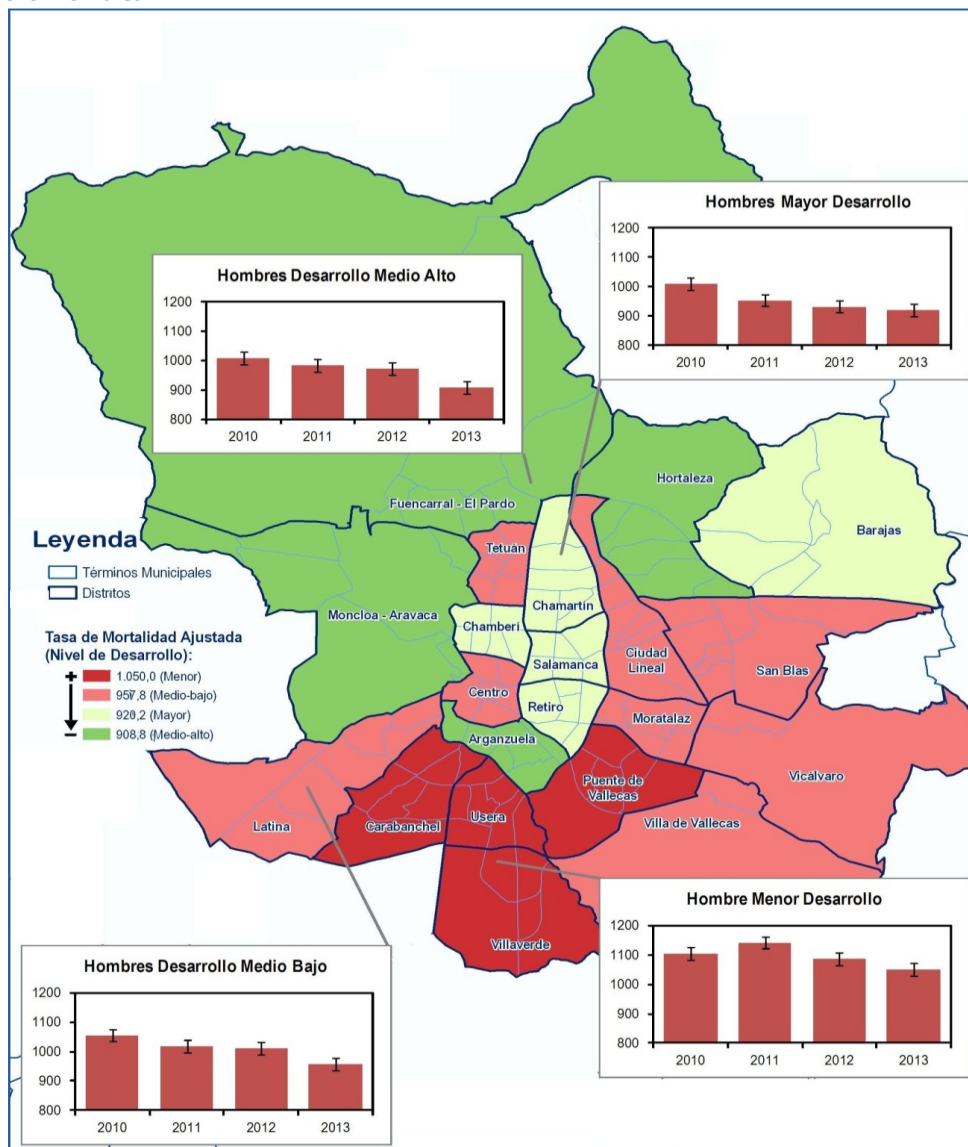 Hombres Mayor Desarrollo
1200
1100
1000
900
800
2010 2011 2012 2013
Hombres Desarrollo Medio Alto
1200
1100
1000
900
800
2010 2011 2012 2013
Hortaleza
Fuencarral - El Pardo
Barajas
Tetuán
Leyenda
Términos Municipales
Distritos
Moncloa - Aravaca
Chamberí
Chamartín
Salamanca
Ciudad
Lineal
San Blas
Tasa de Mortalidad Ajustada
(Nivel de Desarrollo):
+ 1.050,0 (Menor)
957,8 (Medio-bajo)
920,2 (Mayor)
− 908,8 (Medio-alto)
Centro
Retiro
Moratalaz
Arganzuela
Vicálvaro
Puente de
Vallecas
Latina
Carabanchel
Usera
Villa de Vallecas
Villaverde
Hombre Menor Desarrollo
1200
1100
1000
900
800
2010 2011 2012 2013
Hombres Desarrollo Medio Bajo
1200
1100
1000
900
800
2010 2011 2012 2013